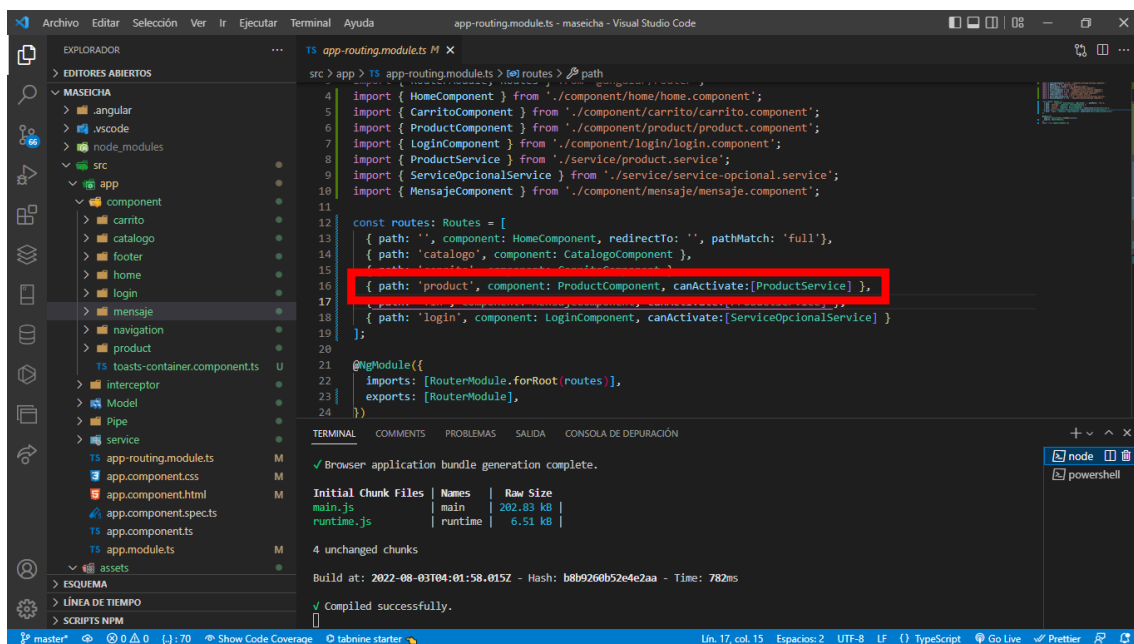 Archivo Editar Selección Ver Ir Ejecutar Terminal Ayuda
app-routing.module.ts - maseicha - Visual Studio Code
EXPLORADOR
EDITORES ABIERTOS
MASEICHA
.angular
.vscode
node_modules
src
app
component
carrito
catalogo
footer
home
login
mensaje
navigation
product
TS toasts-container.component.ts U
interceptor
Model
Pipe
service
TS app-routing.module.ts M
app.component.css M
app.component.html M
app.component.spec.ts
TS app.component.ts
TS app.module.ts M
assets
ESQUEMA
LÍNEA DE TIEMPO
SCRIPTS NPM
66
TS app-routing.module.ts M
src > app > TS app-routing.module.ts > routes > path
4 import { HomeComponent } from './component/home/home.component';
5 import { CarritoComponent } from './component/carrito/carrito.component';
6 import { ProductComponent } from './component/product/product.component';
7 import { LoginComponent } from './component/login/login.component';
8 import { ProductService } from './service/product.service';
9 import { ServiceOpcionalService } from './service/service-opcional.service';
10 import { MensajeComponent } from './component/mensaje/mensaje.component';
11
12 const routes: Routes = [
13 { path: '', component: HomeComponent, redirectTo: '', pathMatch: 'full'},
14 { path: 'catalogo', component: CatalogoComponent },
15
16 { path: 'product', component: ProductComponent, canActivate:[ProductService] },
17
18 { path: 'login', component: LoginComponent, canActivate:[ServiceOpcionalService] }
19 ];
20
21 @NgModule({
22 imports: [RouterModule.forRoot(routes)],
23 exports: [RouterModule],
24 })
TERMINAL COMMENTS PROBLEMAS SALIDA CONSOLA DE DEPURACIÓN
√ Browser application bundle generation complete.
Initial Chunk Files | Names | Raw Size
main.js | main | 202.83 kB |
runtime.js | runtime | 6.51 kB |
4 unchanged chunks
Build at: 2022-08-03T04:01:58.015Z - Hash: b8b9260b52e4e2aa - Time: 782ms
√ Compiled successfully.
node
powershell
master* 0 0 {..} : 70 Show Code Coverage tabnine starter Lín. 17, col. 15 Espacios: 2 UTF-8 LF {} TypeScript Go Live Prettier